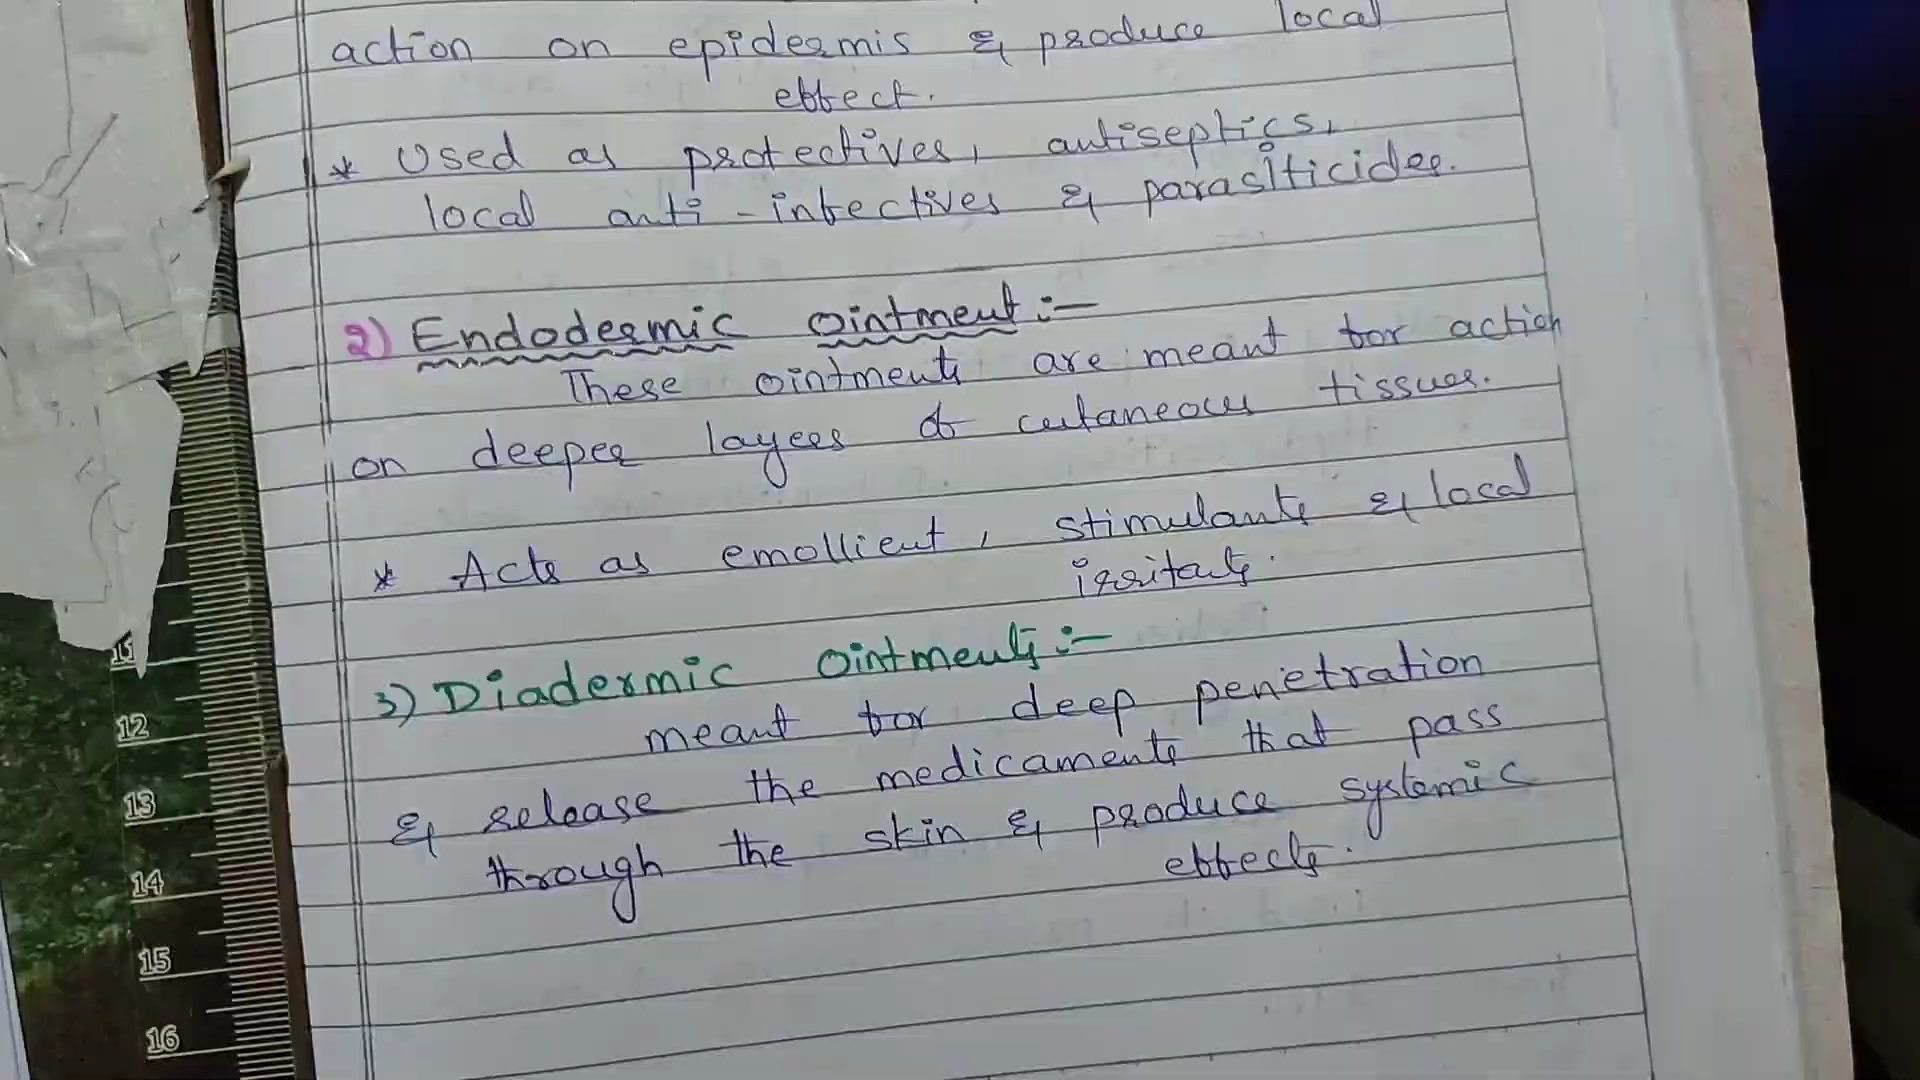 action on epidermis & produce local
effect.
* Used as protectives, antiseptics,
local anti-infectives & parasiticides.
2) Endodermic Ointment :-
These ointments are meant for action
on deeper layers of cutaneous tissues.
* Acts as emollient, stimulants & local
irritants.
3) Diadermic Ointments :-
meant for deep penetration
& release the medicaments that pass
through the skin & produce systemic
effects.
11
12
13
14
15
16